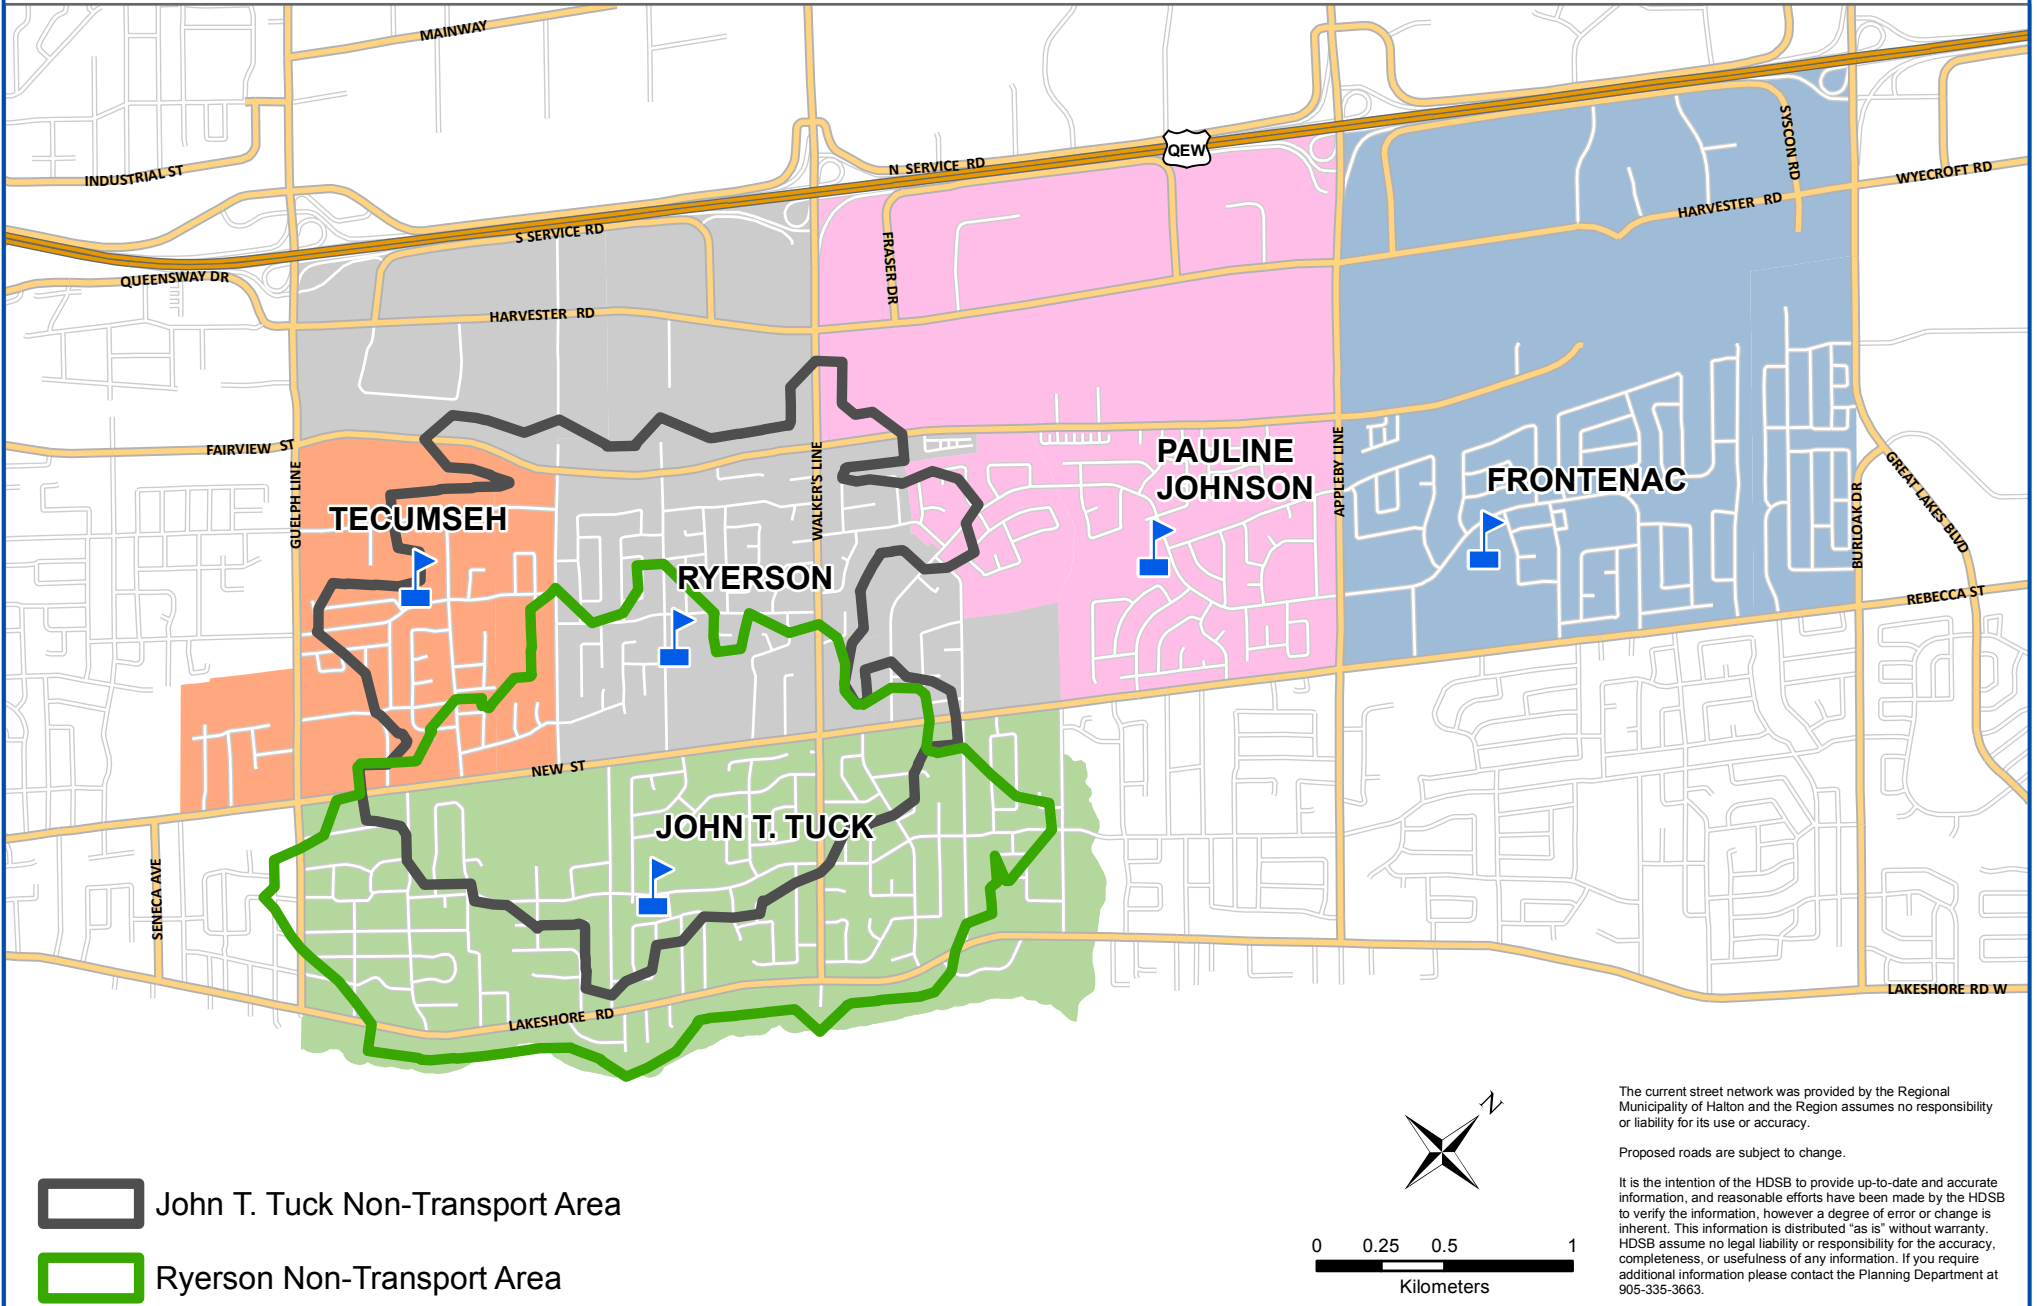 MAINWAY
INDUSTRIAL ST
N SERVICE RD
QEW
SYSCON RD
WYECROFT RD
HARVESTER RD
S SERVICE RD
QUEENSWAY DR
FRASER DR
HARVESTER RD
FAIRVIEW ST
GUELPH LINE
WALKER'S LINE
APPLEBY LINE
BURLOAK DR
GREAT LAKES BLVD
PAULINE
JOHNSON
FRONTENAC
TECUMSEH
RYERSON
REBECCA ST
NEW ST
JOHN T. TUCK
SENECA AVE
LAKESHORE RD
LAKESHORE RD W
N
The current street network was provided by the Regional
Municipality of Halton and the Region assumes no responsibility
or liability for its use or accuracy.
Proposed roads are subject to change.
It is the intention of the HDSB to provide up-to-date and accurate
information, and reasonable efforts have been made by the HDSB
to verify the information, however a degree of error or change is
inherent. This information is distributed “as is” without warranty.
HDSB assume no legal liability or responsibility for the accuracy,
completeness, or usefulness of any information. If you require
additional information please contact the Planning Department at
905-335-3663.
John T. Tuck Non-Transport Area
Ryerson Non-Transport Area
0 0.25 0.5 1
Kilometers